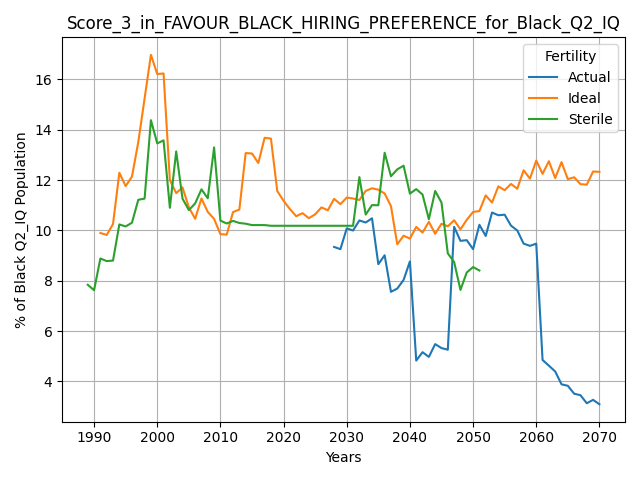 Score_3_in_FAVOUR_BLACK_HIRING_PREFERENCE_for_Black_Q2_IQ
Fertility
Actual
Ideal
Sterile
% of Black Q2_IQ Population
16
14
12
10
8
6
4
1990 2000 2010 2020 2030 2040 2050 2060 2070
Years